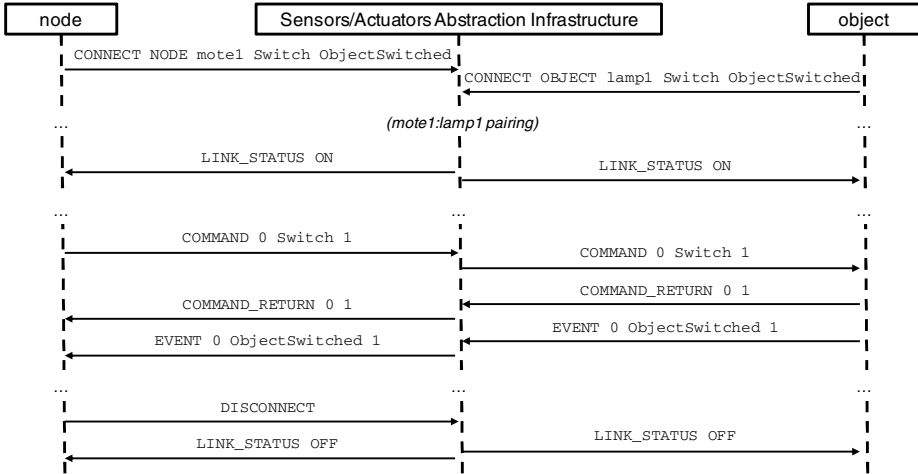 node
Sensors/Actuators Abstraction Infrastructure
object
CONNECT NODE mote1 Switch ObjectSwitched
CONNECT OBJECT lamp1 Switch ObjectSwitched
... (mote1:lamp1 pairing) ...
LINK_STATUS ON
LINK_STATUS ON
... ... ...
COMMAND 0 Switch 1
COMMAND 0 Switch 1
COMMAND_RETURN 0 1
COMMAND_RETURN 0 1
EVENT 0 ObjectSwitched 1
EVENT 0 ObjectSwitched 1
... ... ...
DISCONNECT
LINK_STATUS OFF
LINK_STATUS OFF